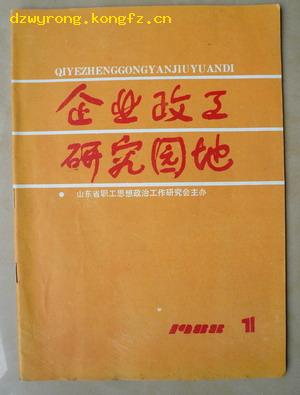 dzwyrong.kongfz.cn
QIYEZHENGGONGYANJIUYUANDI
企业政工
研究园地
山东省职工思想政治工作研究会主办
1988 1